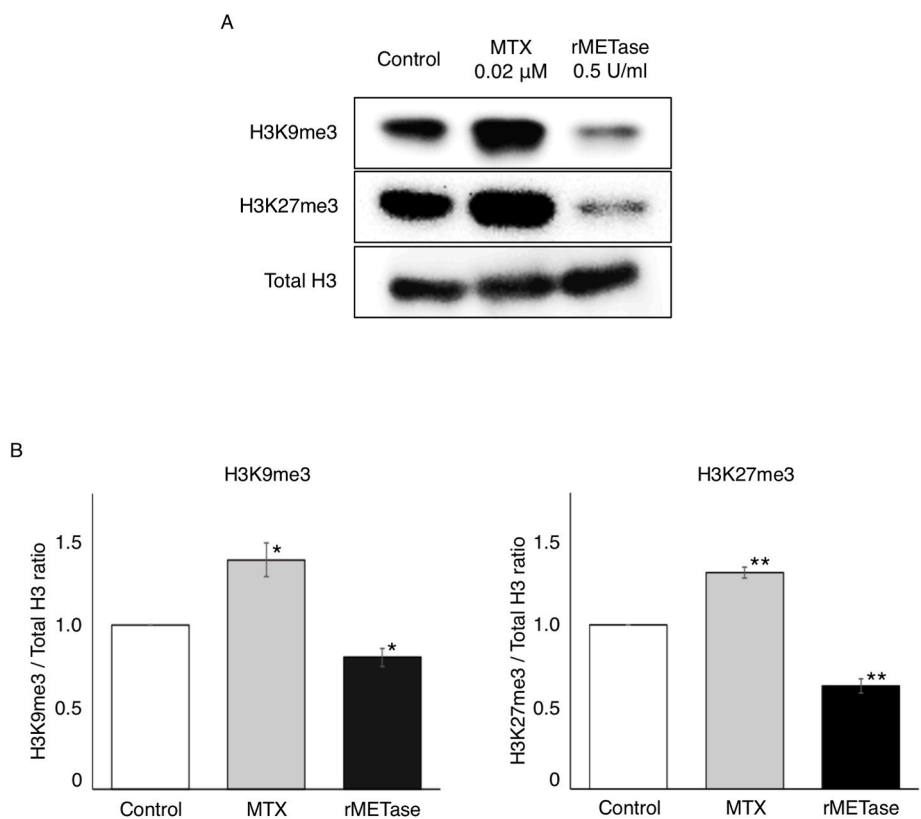 A
Control
MTX
0.02 μM
rMETase
0.5 U/ml
H3K9me3
H3K27me3
Total H3
B
H3K9me3
H3K9me3 / Total H3 ratio
1.5
1.0
0.5
0
*
*
Control
MTX
rMETase
H3K27me3
H3K27me3 / Total H3 ratio
1.5
1.0
0.5
0
**
**
Control
MTX
rMETase